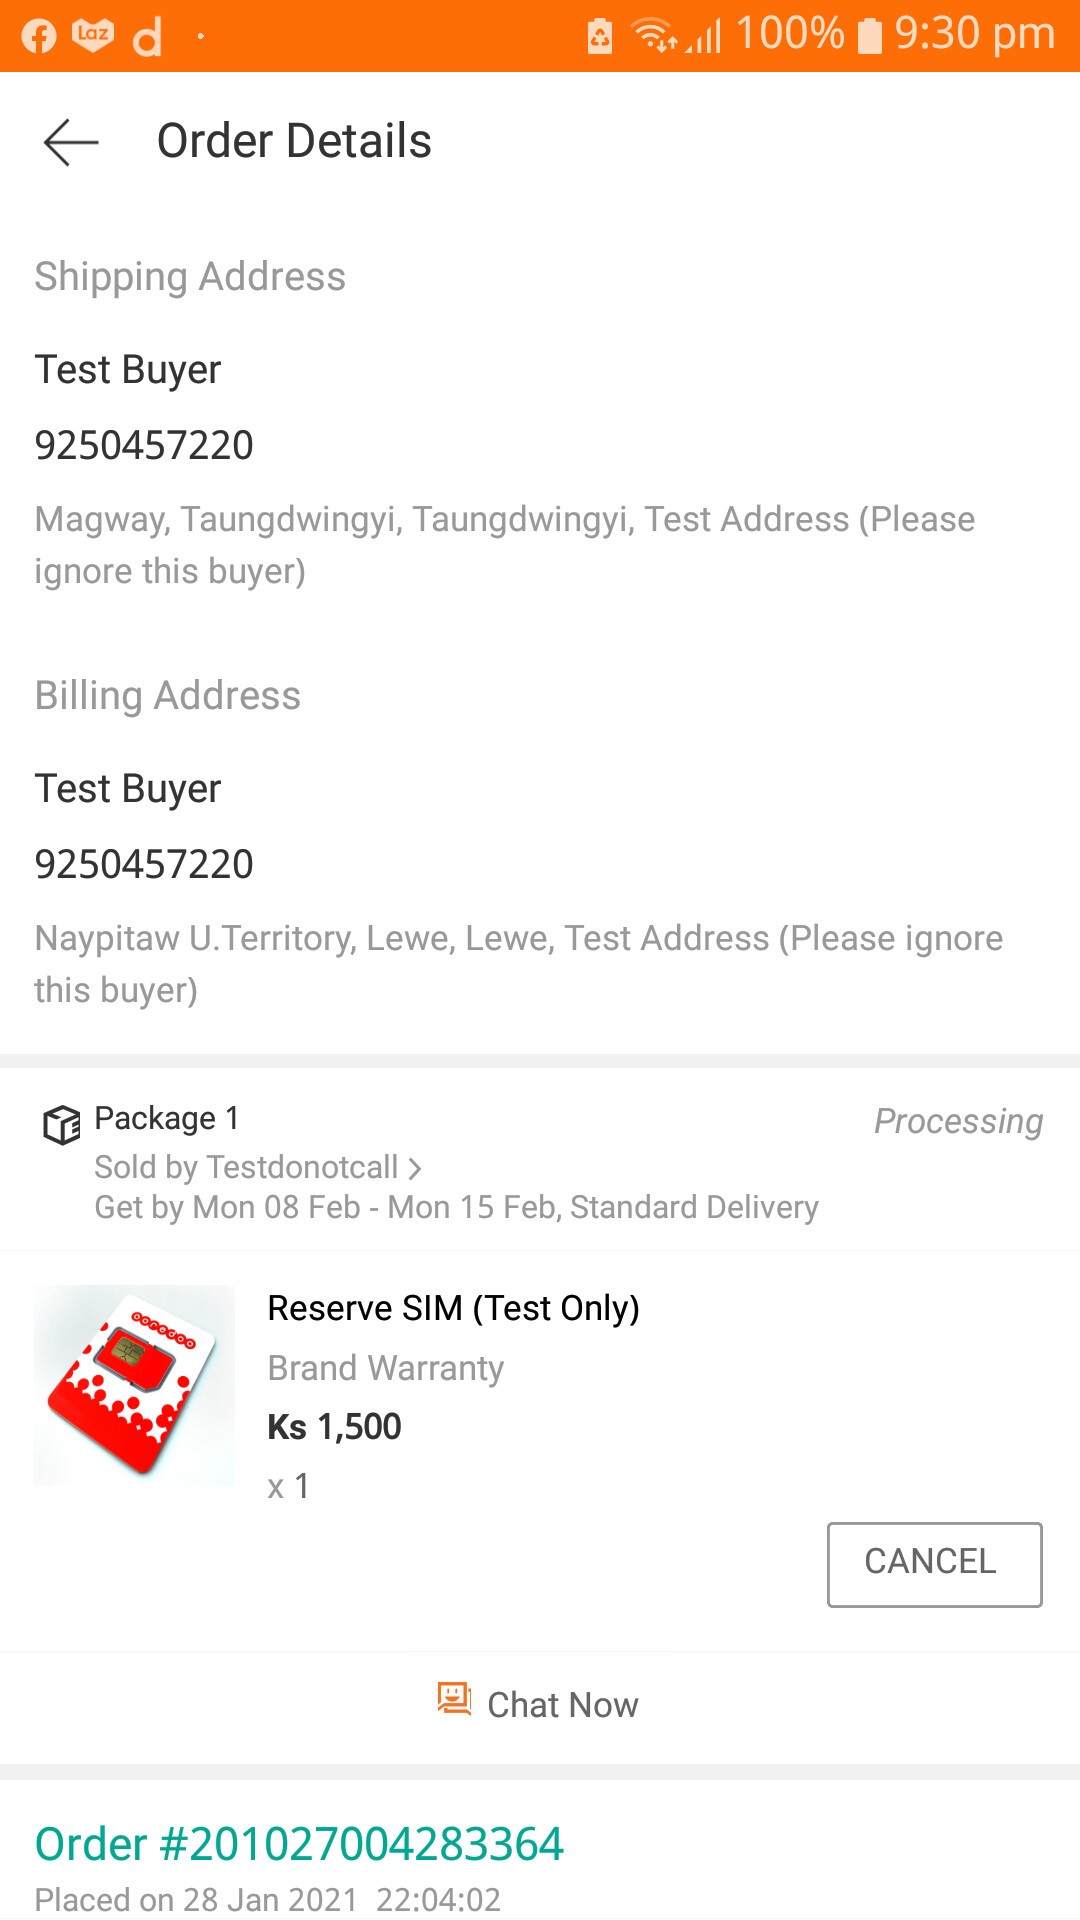 Laz
100%
9:30 pm
Order Details
Shipping Address
Test Buyer
9250457220
Magway, Taungdwingyi, Taungdwingyi, Test Address (Please
ignore this buyer)
Billing Address
Test Buyer
9250457220
Naypitaw U.Territory, Lewe, Lewe, Test Address (Please ignore
this buyer)
Package 1
Processing
Sold by Testdonotcall >
Get by Mon 08 Feb - Mon 15 Feb, Standard Delivery
ooredoo
Reserve SIM (Test Only)
Brand Warranty
Ks 1,500
x 1
CANCEL
Chat Now
Order #201027004283364
Placed on 28 Jan 2021 22:04:02